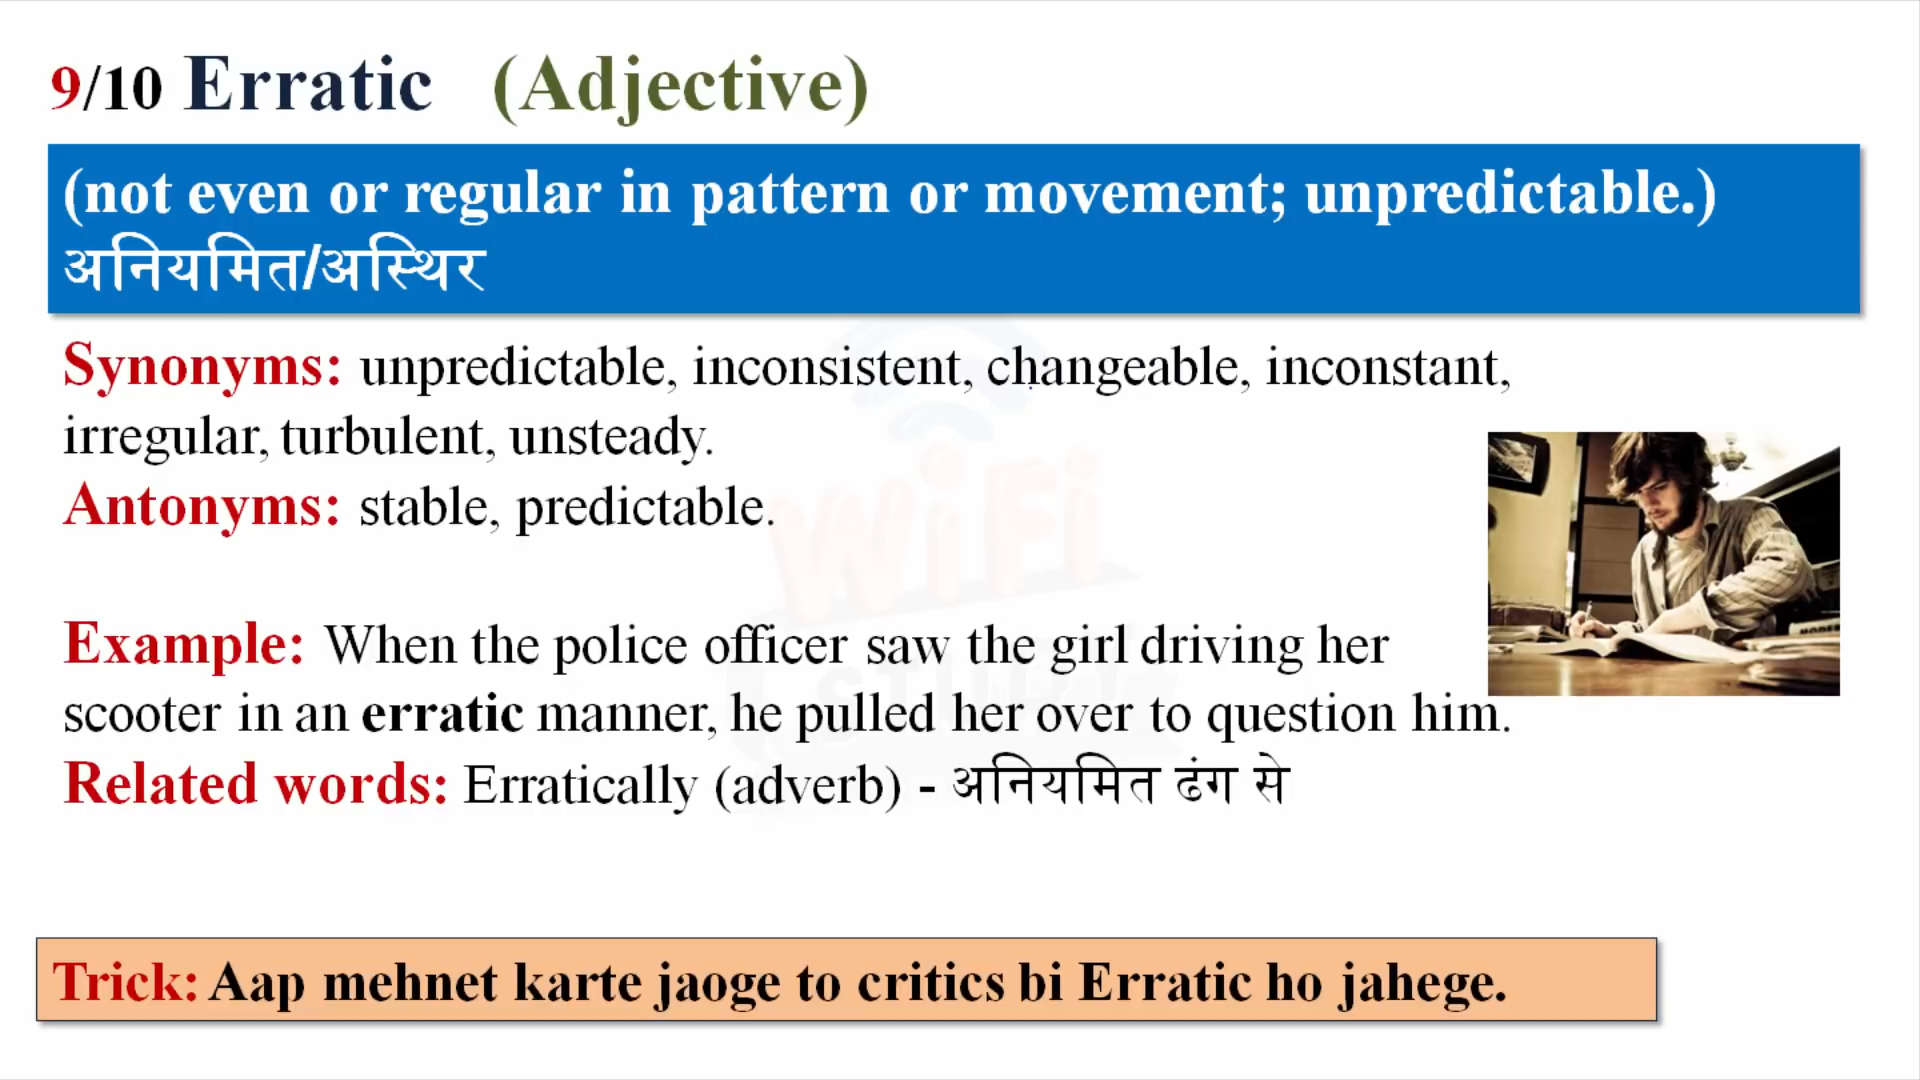 9/10 Erratic (Adjective)
(not even or regular in pattern or movement; unpredictable.)
अनियमित/अस्थिर
Synonyms: unpredictable, inconsistent, changeable, inconstant,
irregular, turbulent, unsteady.
Antonyms: stable, predictable.
WiFi
STUDY
Example: When the police officer saw the girl driving her
scooter in an erratic manner, he pulled her over to question him.
Related words: Erratically (adverb) - अनियमित ढंग से
Trick: Aap mehnet karte jaoge to critics bi Erratic ho jahege.